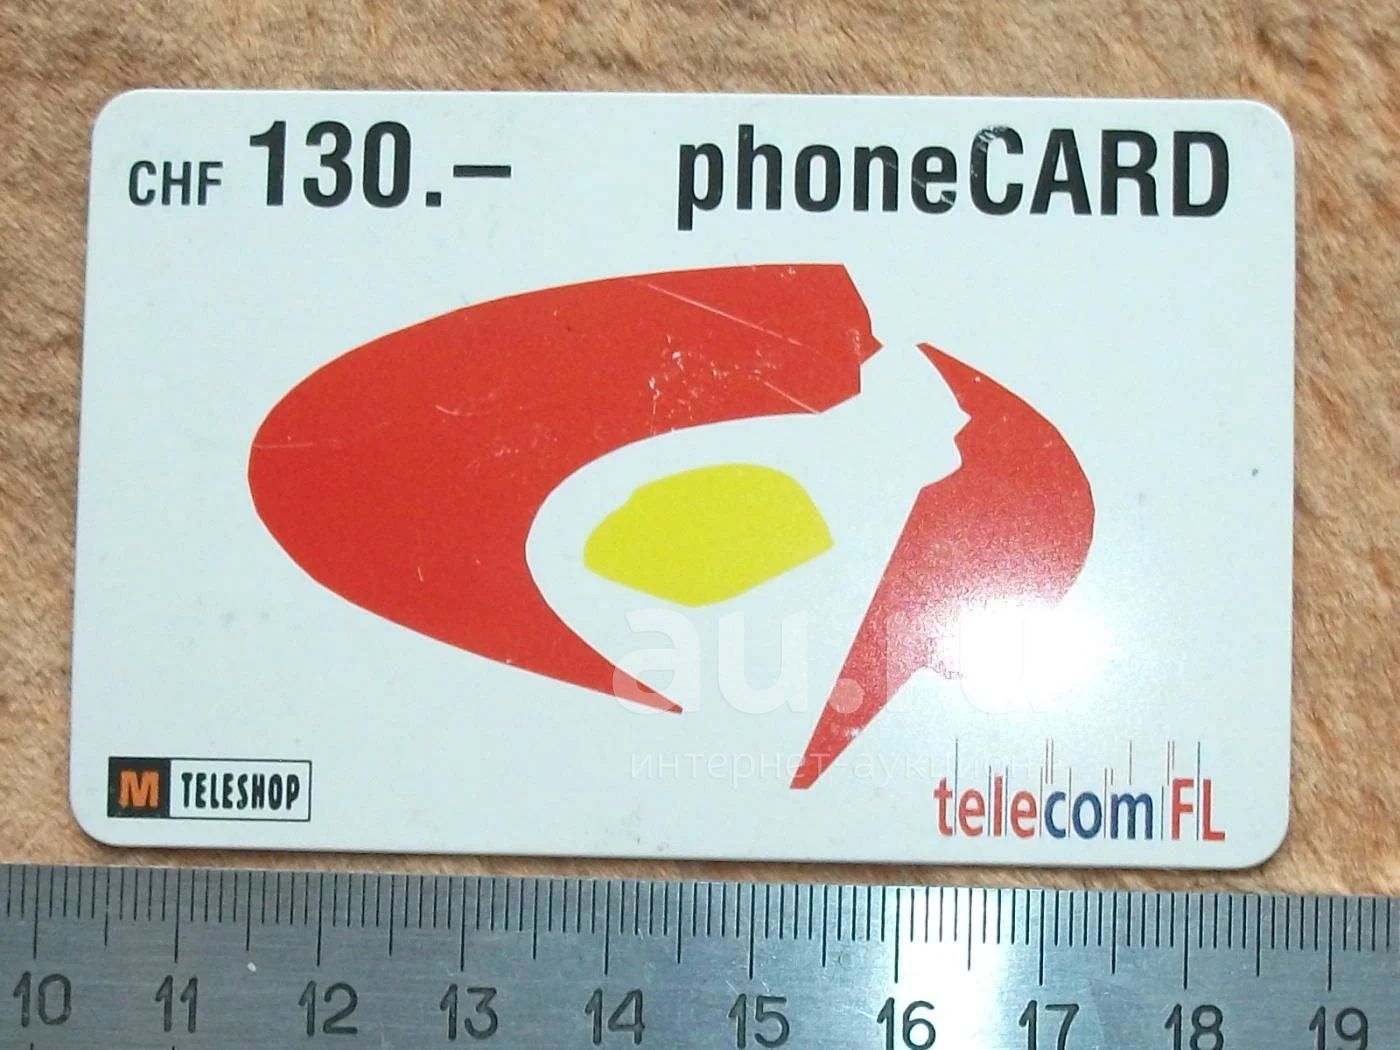 CHF 130.– phoneCARD
au.ru
интернет-аукцион
M TELESHOP
telecom FL
10 11 12 13 14 15 16 17 18 19